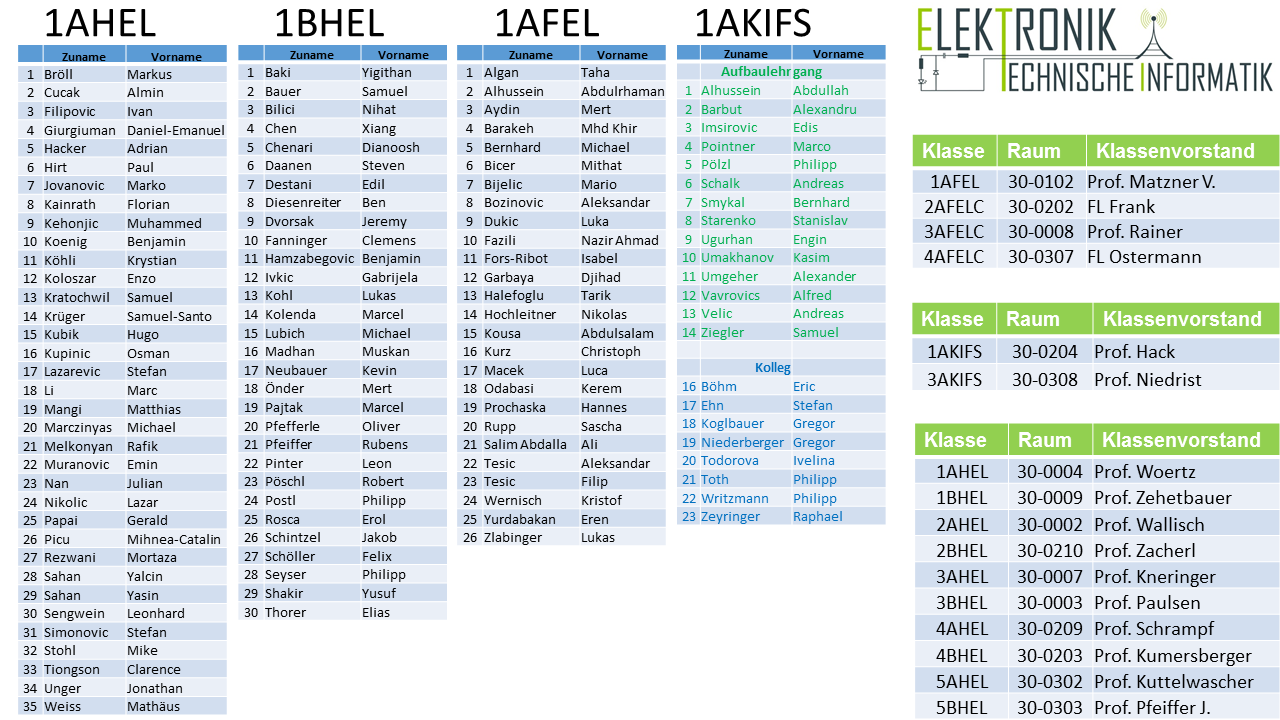 1AHEL
Zuname Vorname
1 Bröll Markus
2 Cucak Almin
3 Filipovic Ivan
4 Giurgiuman Daniel-Emanuel
5 Hacker Adrian
6 Hirt Paul
7 Jovanovic Marko
8 Kainrath Florian
9 Kehonjic Muhammed
10 Koenig Benjamin
11 Köhli Krystian
12 Koloszar Enzo
13 Kratochwil Samuel
14 Krüger Samuel-Santo
15 Kubik Hugo
16 Kupinic Osman
17 Lazarevic Stefan
18 Li Marc
19 Mangi Matthias
20 Marczinyas Michael
21 Melkonyan Rafik
22 Muranovic Emin
23 Nan Julian
24 Nikolic Lazar
25 Papai Gerald
26 Picu Mihnea-Catalin
27 Rezwani Mortaza
28 Sahan Yalcin
29 Sahan Yasin
30 Sengwein Leonhard
31 Simonovic Stefan
32 Stohl Mike
33 Tiongson Clarence
34 Unger Jonathan
35 Weiss Mathäus
1BHEL
Zuname Vorname
1 Baki Yigithan
2 Bauer Samuel
3 Bilici Nihat
4 Chen Xiang
5 Chenari Dianoosh
6 Daanen Steven
7 Destani Edil
8 Diesenreiter Ben
9 Dvorsak Jeremy
10 Fanninger Clemens
11 Hamzabegovic Benjamin
12 Ivkic Gabrijela
13 Kohl Lukas
14 Kolenda Marcel
15 Lubich Michael
16 Madhan Muskan
17 Neubauer Kevin
18 Önder Mert
19 Pajtak Marcel
20 Pfefferle Oliver
21 Pfeiffer Rubens
22 Pinter Leon
23 Pöschl Robert
24 Postl Philipp
25 Rosca Erol
26 Schintzel Jakob
27 Schöller Felix
28 Seyser Philipp
29 Shakir Yusuf
30 Thorer Elias
1AFEL
Zuname Vorname
1 Algan Taha
2 Alhussein Abdulrhaman
3 Aydin Mert
4 Barakeh Mhd Khir
5 Bernhard Michael
6 Bicer Mithat
7 Bijelic Mario
8 Bozinovic Aleksandar
9 Dukic Luka
10 Fazili Nazir Ahmad
11 Fors-Ribot Isabel
12 Garbaya Djihad
13 Halefoglu Tarik
14 Hochleitner Nikolas
15 Kousa Abdulsalam
16 Kurz Christoph
17 Macek Luca
18 Odabasi Kerem
19 Prochaska Hannes
20 Rupp Sascha
21 Salim Abdalla Ali
22 Tesic Aleksandar
23 Tesic Filip
24 Wernisch Kristof
25 Yurdabakan Eren
26 Zlabinger Lukas
1AKIFS
Zuname Vorname
Aufbaulehrgang
1 Alhussein Abdullah
2 Barbut Alexandru
3 Imsirovic Edis
4 Pointner Marco
5 Pölzl Philipp
6 Schalk Andreas
7 Smykal Bernhard
8 Starenko Stanislav
9 Ugurhan Engin
10 Umakhanov Kasim
11 Umgeher Alexander
12 Vavrovics Alfred
13 Velic Andreas
14 Ziegler Samuel
Kolleg
16 Böhm Eric
17 Ehn Stefan
18 Koglbauer Gregor
19 Niederberger Gregor
20 Todorova Ivelina
21 Toth Philipp
22 Writzmann Philipp
23 Zeyringer Raphael
ELEKTRONIK
TECHNISCHE INFORMATIK
Klasse Raum Klassenvorstand
1AFEL 30-0102 Prof. Matzner V.
2AFELC 30-0202 FL Frank
3AFELC 30-0008 Prof. Rainer
4AFELC 30-0307 FL Ostermann
Klasse Raum Klassenvorstand
1AKIFS 30-0204 Prof. Hack
3AKIFS 30-0308 Prof. Niedrist
Klasse Raum Klassenvorstand
1AHEL 30-0004 Prof. Woertz
1BHEL 30-0009 Prof. Zehetbauer
2AHEL 30-0002 Prof. Wallisch
2BHEL 30-0210 Prof. Zacherl
3AHEL 30-0007 Prof. Kneringer
3BHEL 30-0003 Prof. Paulsen
4AHEL 30-0209 Prof. Schrampf
4BHEL 30-0203 Prof. Kumersberger
5AHEL 30-0302 Prof. Kuttelwascher
5BHEL 30-0303 Prof. Pfeiffer J.